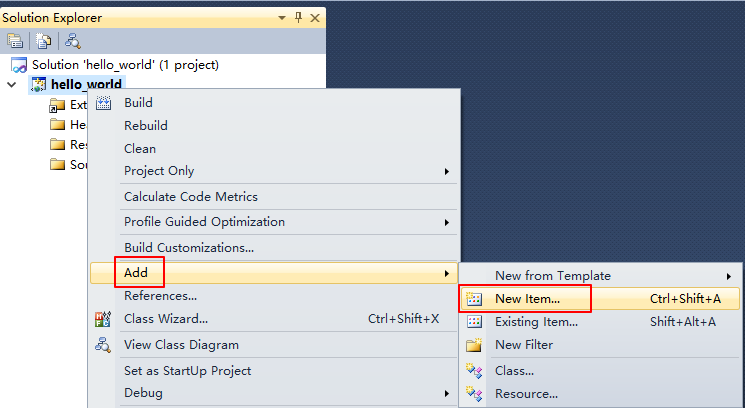 Solution Explorer
Solution 'hello_world' (1 project)
hello_world
Ext
He
Res
Sou
Build
Rebuild
Clean
Project Only
Calculate Code Metrics
Profile Guided Optimization
Build Customizations...
Add
References...
Class Wizard... Ctrl+Shift+X
View Class Diagram
Set as StartUp Project
Debug
New from Template
New Item... Ctrl+Shift+A
Existing Item... Shift+Alt+A
New Filter
Class...
Resource...